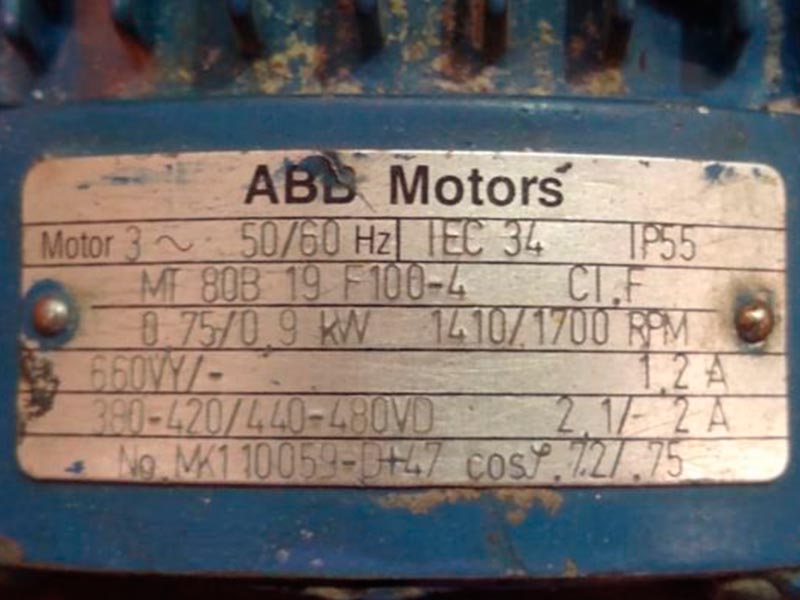 ABB Motors
Motor 3 ~ 50/60 Hz IEC 34 IP55
MT 80B 19 F100-4 Cl.F
0.75/0.9 kW 1410/1700 RPM
660VY/- 1,2 A
380-420/440-480VD 2,1/- 2 A
No.MK110059-D+47 cosφ.72/.75